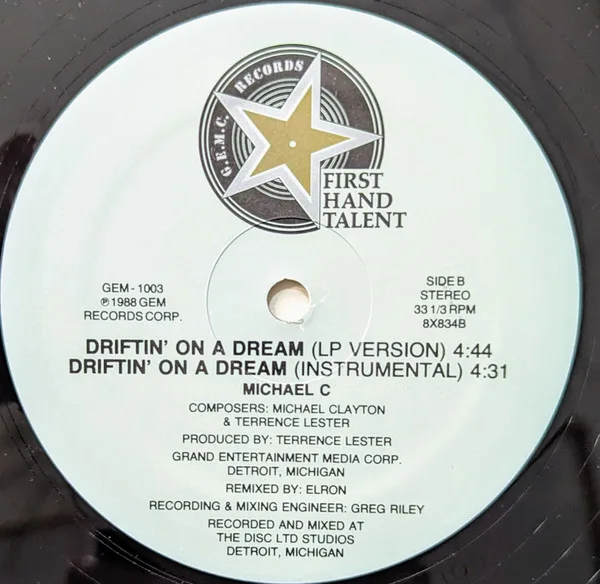 G.E.M.C. RECORDS
FIRST
HAND
TALENT
GEM - 1003
℗ 1988 GEM
RECORDS CORP.
SIDE B
STEREO
33 1/3 RPM
8X834B
DRIFTIN' ON A DREAM (LP VERSION) 4:44
DRIFTIN' ON A DREAM (INSTRUMENTAL) 4:31
MICHAEL C
COMPOSERS: MICHAEL CLAYTON
& TERRENCE LESTER
PRODUCED BY: TERRENCE LESTER
GRAND ENTERTAINMENT MEDIA CORP.
DETROIT, MICHIGAN
REMIXED BY: ELRON
RECORDING & MIXING ENGINEER: GREG RILEY
RECORDED AND MIXED AT
THE DISC LTD STUDIOS
DETROIT, MICHIGAN